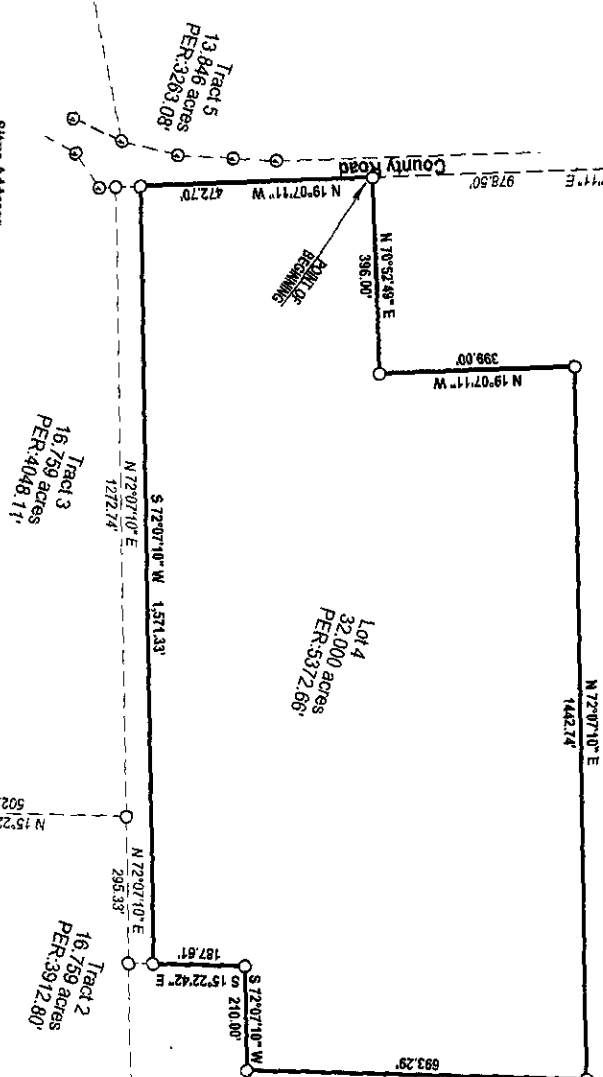 Tract 5
13.846 acres
PER:3263.08'
County Road
978.50'
N 19°07'11" W
472.70'
POINT OF
BEGINNING
N 70°52'49" E
396.00'
399.00'
N 19°07'11" W
N 72°07'10" E
1442.74'
Lot 4
32.000 acres
PER:5372.66'
S 72°07'10" W 1,571.33'
N 72°07'10" E
1272.74'
Tract 3
16.759 acres
PER:4048.11'
N 72°07'10" E
295.33'
187.61'
S 15°22'42" E
S 72°07'10" W
210.00'
693.29'
Tract 2
16.759 acres
PER:3912.80'